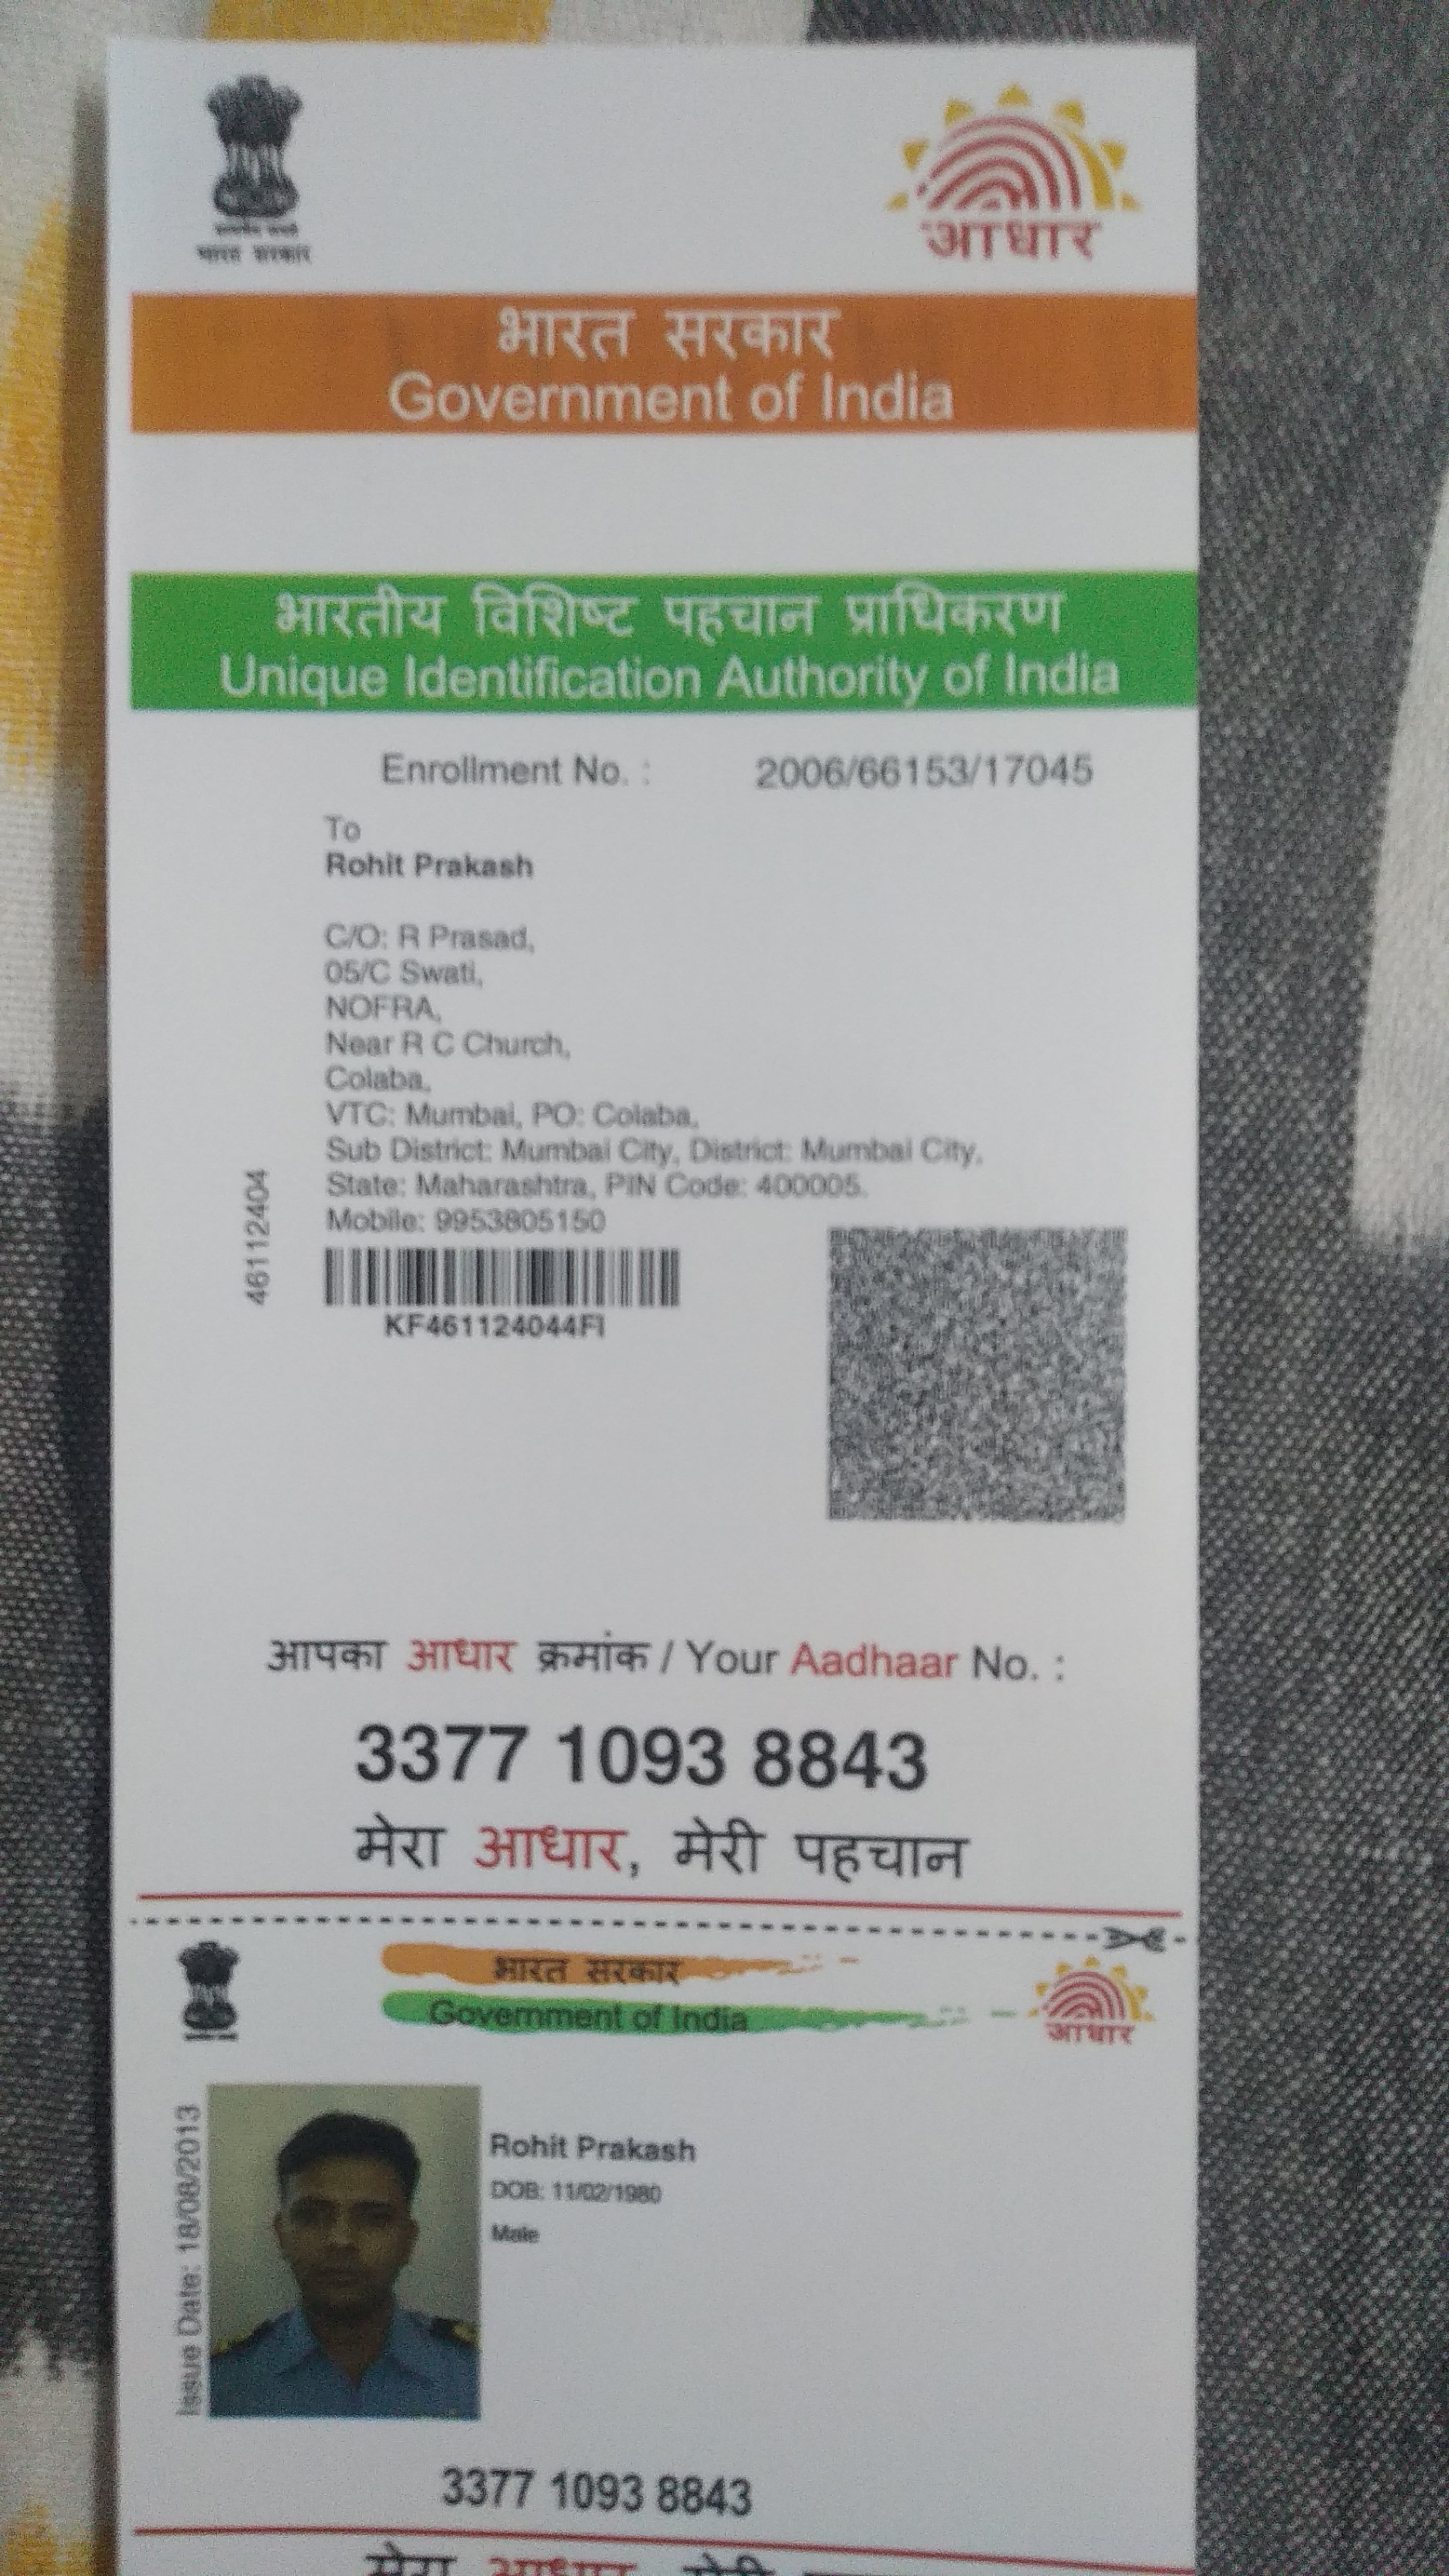 भारत सरकार
आधार
भारत सरकार
Government of India
भारतीय विशिष्ट पहचान प्राधिकरण
Unique Identification Authority of India
Enrollment No. : 2006/66153/17045
To
Rohit Prakash
C/O: R Prasad,
05/C Swati,
NOFRA,
Near R C Church,
Colaba,
VTC: Mumbai, PO: Colaba,
Sub District: Mumbai City, District: Mumbai City,
State: Maharashtra, PIN Code: 400005.
Mobile: 9953805150
46112404
KF461124044FI
आपका आधार क्रमांक / Your Aadhaar No. :
3377 1093 8843
मेरा आधार, मेरी पहचान
भारत सरकार
Government of India
आधार
Issue Date: 18/08/2013
Rohit Prakash
DOB: 11/02/1980
Male
3377 1093 8843
मेरा आधार, मेरी